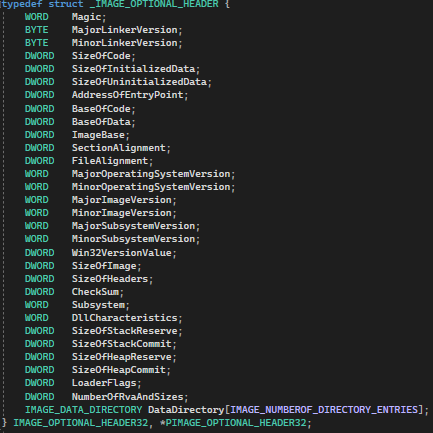 typedef struct _IMAGE_OPTIONAL_HEADER {
WORD Magic;
BYTE MajorLinkerVersion;
BYTE MinorLinkerVersion;
DWORD SizeOfCode;
DWORD SizeOfInitializedData;
DWORD SizeOfUninitializedData;
DWORD AddressOfEntryPoint;
DWORD BaseOfCode;
DWORD BaseOfData;
DWORD ImageBase;
DWORD SectionAlignment;
DWORD FileAlignment;
WORD MajorOperatingSystemVersion;
WORD MinorOperatingSystemVersion;
WORD MajorImageVersion;
WORD MinorImageVersion;
WORD MajorSubsystemVersion;
WORD MinorSubsystemVersion;
DWORD Win32VersionValue;
DWORD SizeOfImage;
DWORD SizeOfHeaders;
DWORD CheckSum;
WORD Subsystem;
WORD DllCharacteristics;
DWORD SizeOfStackReserve;
DWORD SizeOfStackCommit;
DWORD SizeOfHeapReserve;
DWORD SizeOfHeapCommit;
DWORD LoaderFlags;
DWORD NumberOfRvaAndSizes;
IMAGE_DATA_DIRECTORY DataDirectory[IMAGE_NUMBEROF_DIRECTORY_ENTRIES];
} IMAGE_OPTIONAL_HEADER32, *PIMAGE_OPTIONAL_HEADER32;